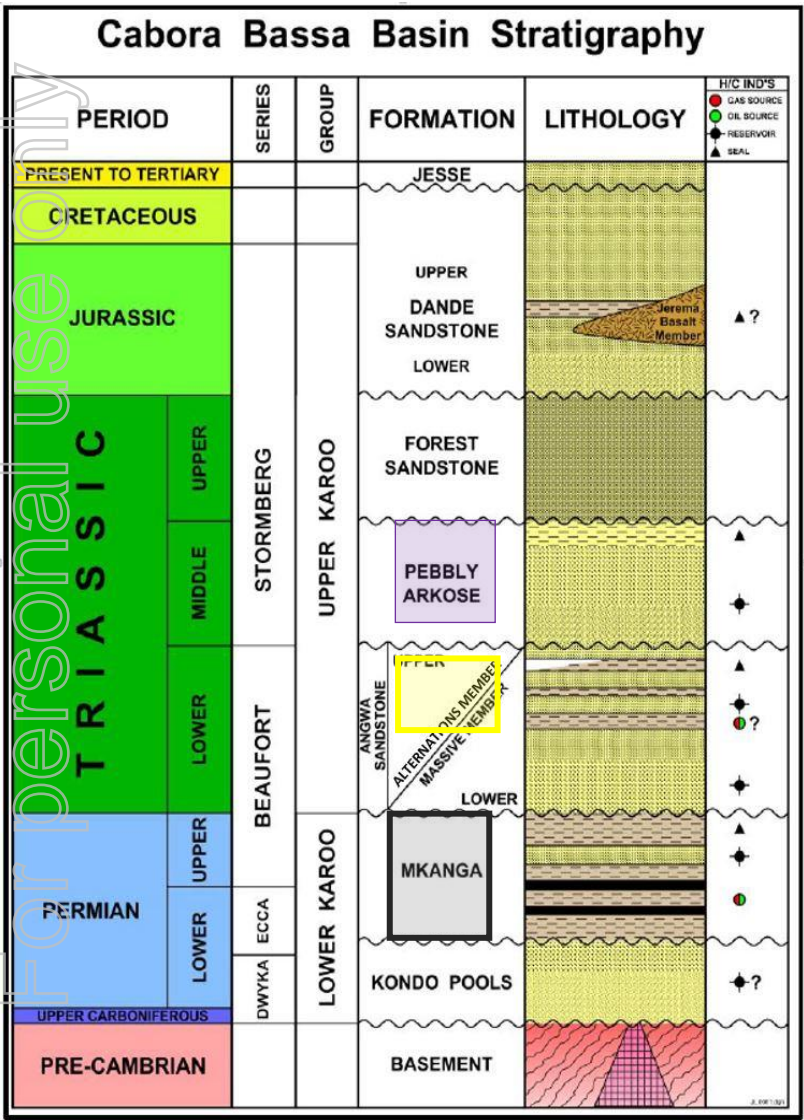 Cabora Bassa Basin Stratigraphy
PERIOD
SERIES
GROUP
FORMATION
LITHOLOGY
H/C IND'S
GAS SOURCE
OIL SOURCE
RESERVOIR
SEAL
PRESENT TO TERTIARY
JESSE
CRETACEOUS
JURASSIC
UPPER
DANDE
SANDSTONE
LOWER
Jerema
Basalt
Member
?
TRIASSIC
UPPER
MIDDLE
LOWER
STORMBERG
UPPER KAROO
FOREST
SANDSTONE
PEBBLY
ARKOSE
BEAUFORT
ANGWA
SANDSTONE
UPPER
ALTERNATIONS MEMBER
MASSIVE MEMBER
LOWER
?
PERMIAN
UPPER
LOWER
ECCA
DWYKA
LOWER KAROO
MKANGA
KONDO POOLS
?
UPPER CARBONIFEROUS
PRE-CAMBRIAN
BASEMENT
For personal use only